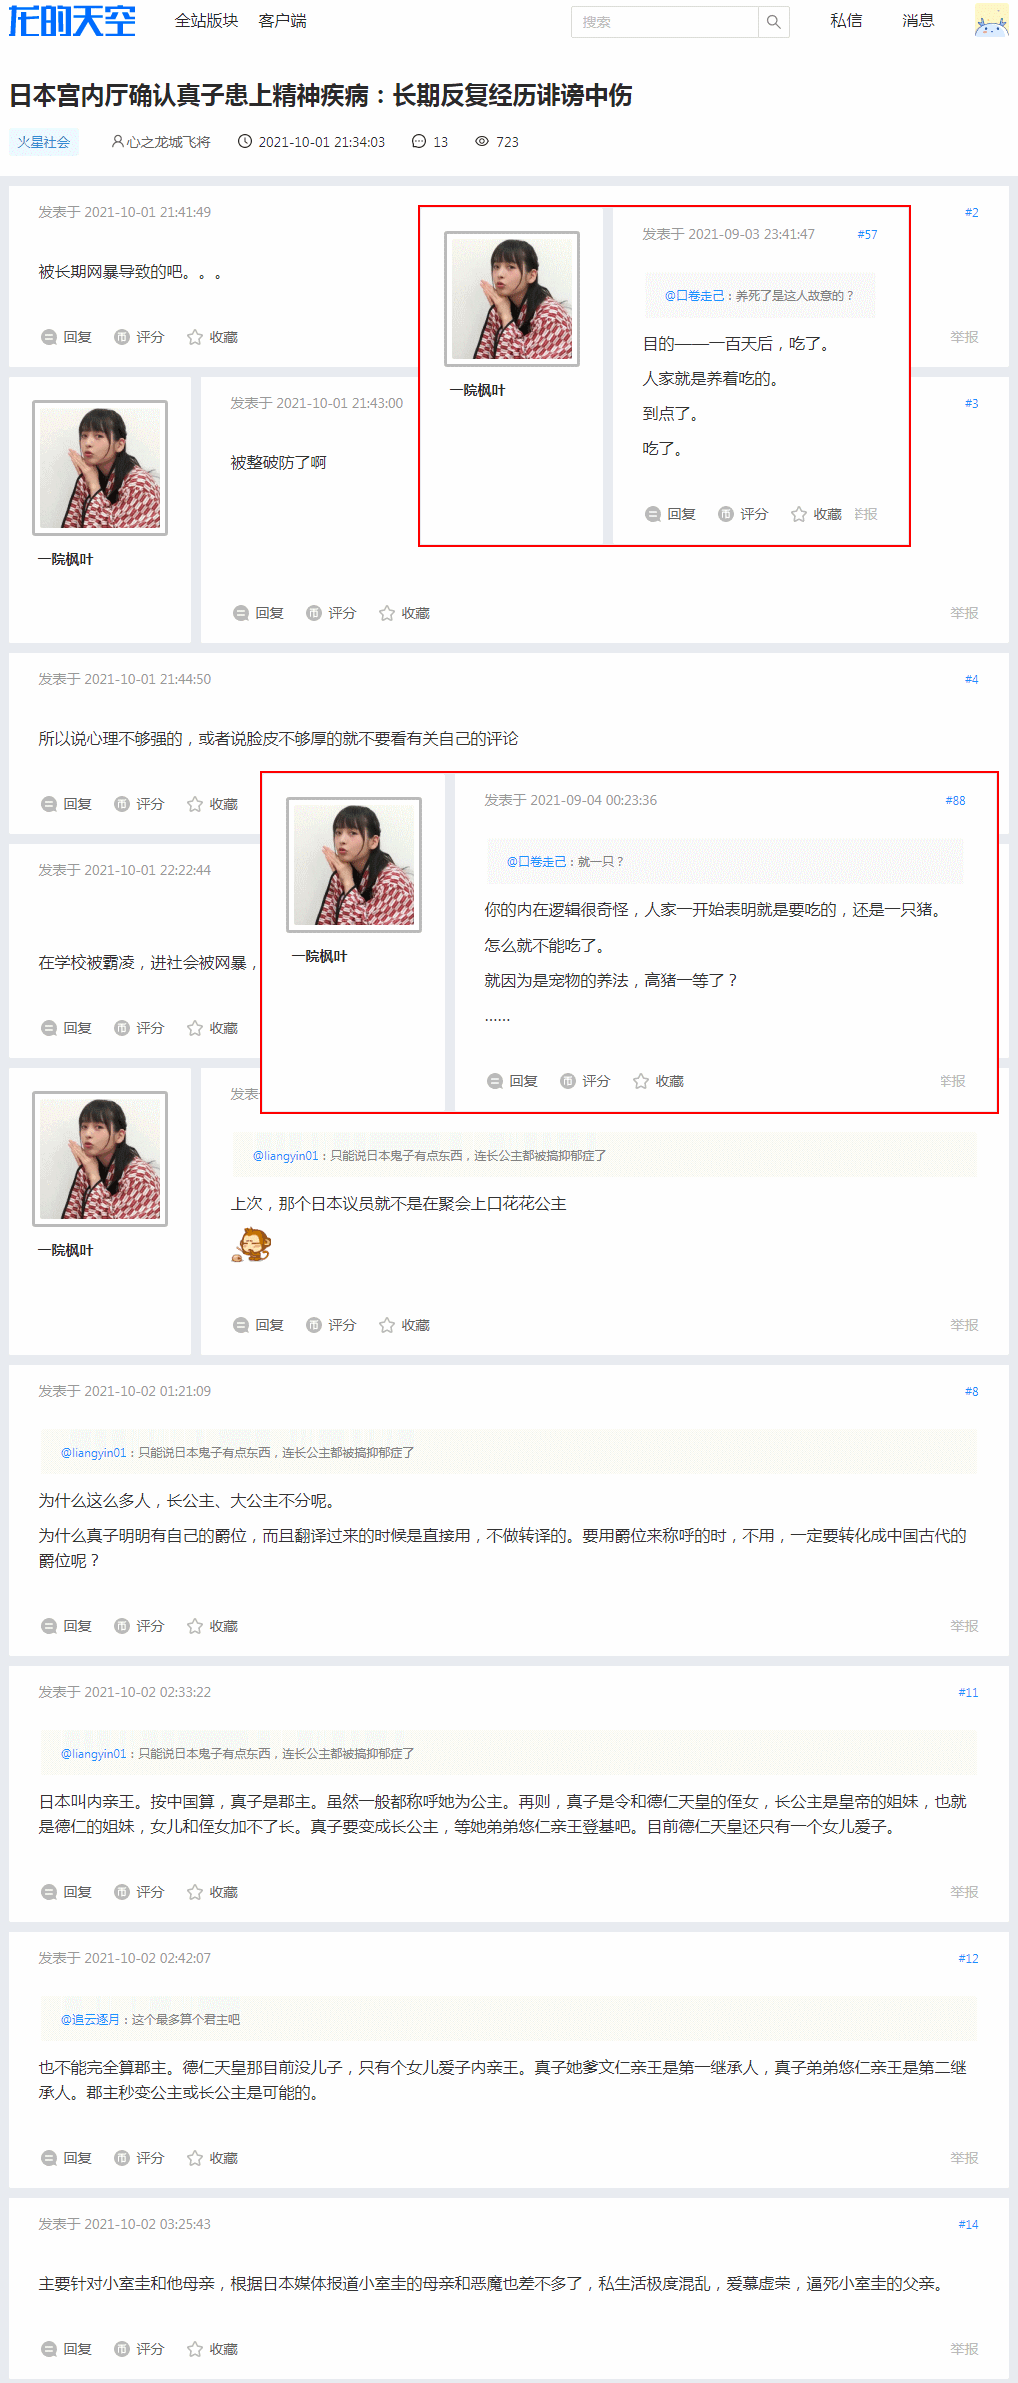 龙的天空 全站版块 客户端 搜索 私信 消息
日本宫内厅确认真子患上精神疾病：长期反复经历诽谤中伤
火星社会 心之龙城飞将 2021-10-01 21:34:03 13 723
发表于 2021-10-01 21:41:49 #2
被长期网暴导致的吧。。。
回复 评分 收藏 举报
发表于 2021-09-03 23:41:47 #57
@口卷走己：养死了是这人故意的？
目的——一百天后，吃了。
人家就是养着吃的。
到点了。
吃了。
一院枫叶
回复 评分 收藏 举报
发表于 2021-10-01 21:43:00 #3
被整破防了啊
一院枫叶
回复 评分 收藏 举报
发表于 2021-10-01 21:44:50 #4
所以说心理不够强的，或者说脸皮不够厚的就不要看有关自己的评论
回复 评分 收藏
发表于 2021-09-04 00:23:36 #88
@口卷走己：就一只？
你的内在逻辑很奇怪，人家一开始表明就是要吃的，还是一只猪。
怎么就不能吃了。
就因为是宠物的养法，高猪一等了？
......
一院枫叶
回复 评分 收藏 举报
发表于 2021-10-01 22:22:44
在学校被霸凌，进社会被网暴，
回复 评分 收藏
发表
@liangyin01：只能说日本鬼子有点东西，连长公主都被搞抑郁症了
上次，那个日本议员就不是在聚会上口花花公主
一院枫叶
回复 评分 收藏 举报
发表于 2021-10-02 01:21:09 #8
@liangyin01：只能说日本鬼子有点东西，连长公主都被搞抑郁症了
为什么这么多人，长公主、大公主不分呢。
为什么真子明明有自己的爵位，而且翻译过来的时候是直接用，不做转译的。要用爵位来称呼的时，不用，一定要转化成中国古代的
爵位呢？
回复 评分 收藏 举报
发表于 2021-10-02 02:33:22 #11
@liangyin01：只能说日本鬼子有点东西，连长公主都被搞抑郁症了
日本叫内亲王。按中国算，真子是郡主。虽然一般都称呼她为公主。再则，真子是令和德仁天皇的侄女，长公主是皇帝的姐妹，也就
是德仁的姐妹，女儿和侄女加不了长。真子要变成长公主，等她弟弟悠仁亲王登基吧。目前德仁天皇还只有一个女儿爱子。
回复 评分 收藏 举报
发表于 2021-10-02 02:42:07 #12
@追云逐月：这个最多算个君主吧
也不能完全算郡主。德仁天皇那目前没儿子，只有个女儿爱子内亲王。真子她爹文仁亲王是第一继承人，真子弟弟悠仁亲王是第二继
承人。郡主秒变公主或长公主是可能的。
回复 评分 收藏 举报
发表于 2021-10-02 03:25:43 #14
主要针对小室圭和他母亲，根据日本媒体报道小室圭的母亲和恶魔也差不多了，私生活极度混乱，爱慕虚荣，逼死小室圭的父亲。
回复 评分 收藏 举报